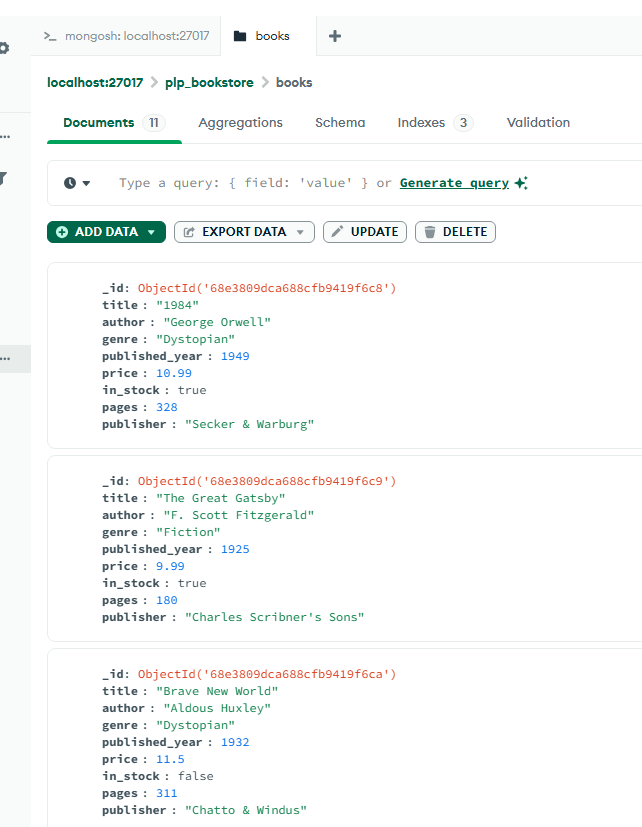 mongosh: localhost:27017
books
localhost:27017 > plp_bookstore > books
Documents 11 Aggregations Schema Indexes 3 Validation
Type a query: { field: 'value' } or Generate query
ADD DATA EXPORT DATA UPDATE DELETE
_id: ObjectId('68e3809dca688cfb9419f6c8')
title : "1984"
author : "George Orwell"
genre : "Dystopian"
published_year : 1949
price : 10.99
in_stock : true
pages : 328
publisher : "Secker & Warburg"
_id: ObjectId('68e3809dca688cfb9419f6c9')
title : "The Great Gatsby"
author : "F. Scott Fitzgerald"
genre : "Fiction"
published_year : 1925
price : 9.99
in_stock : true
pages : 180
publisher : "Charles Scribner's Sons"
_id: ObjectId('68e3809dca688cfb9419f6ca')
title : "Brave New World"
author : "Aldous Huxley"
genre : "Dystopian"
published_year : 1932
price : 11.5
in_stock : false
pages : 311
publisher : "Chatto & Windus"